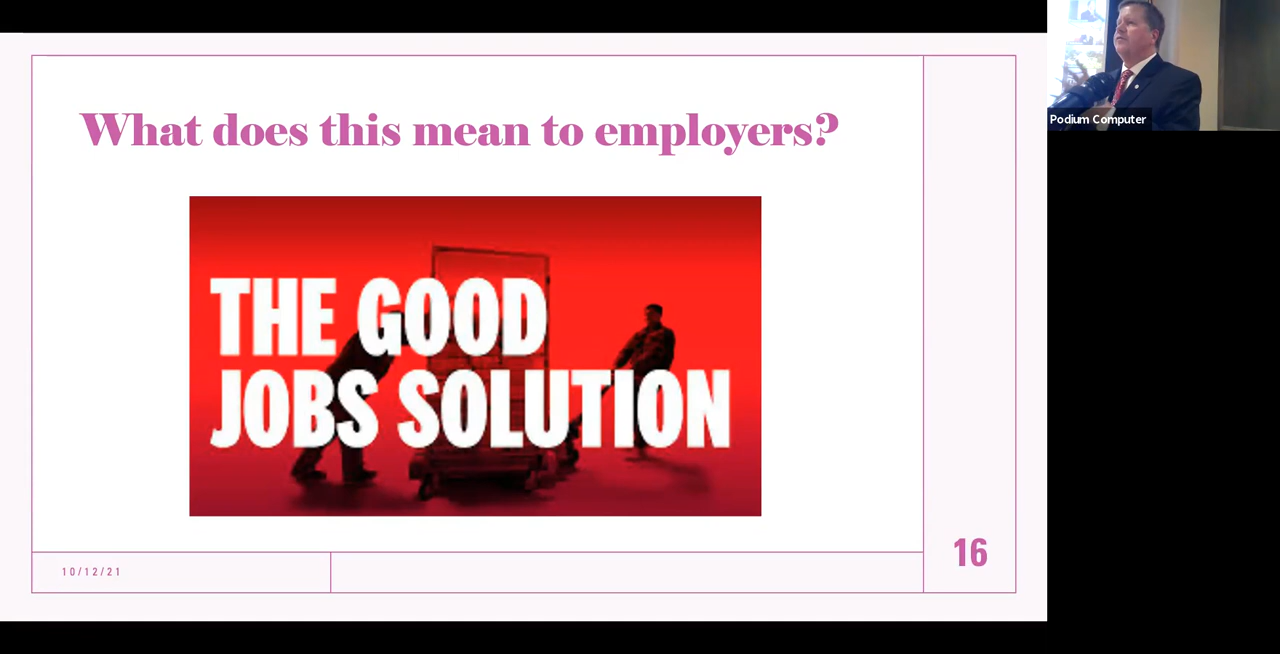 What does this mean to employers?
THE GOOD
JOBS SOLUTION
10/12/21
16
Podium Computer